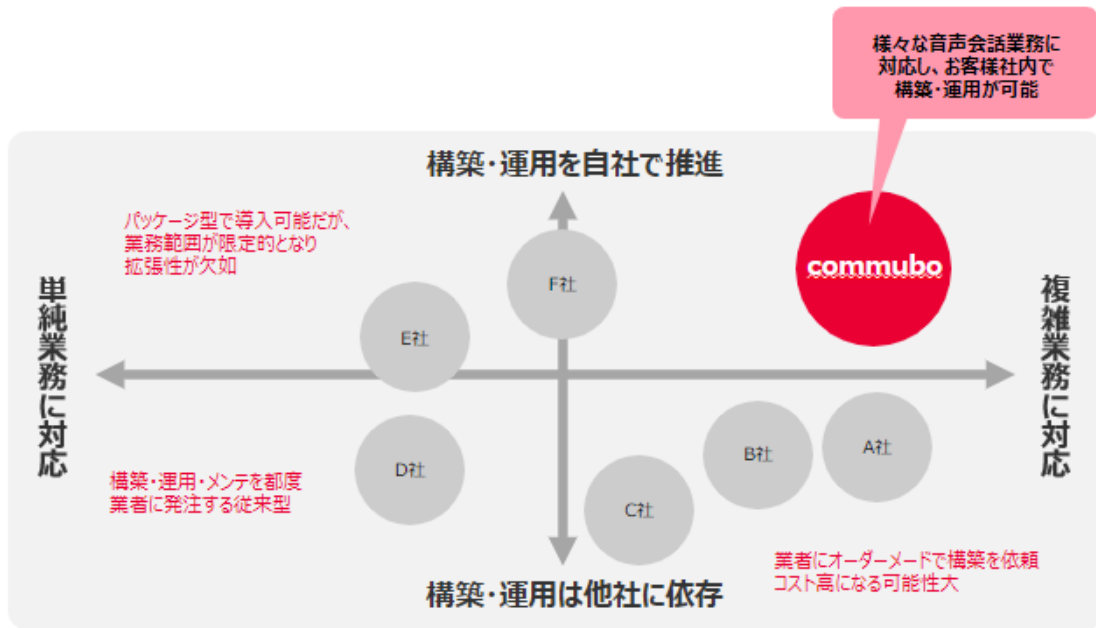 様々な音声会話業務に
対応し、お客様社内で
構築・運用が可能
構築・運用を自社で推進
パッケージ型で導入可能だが、
業務範囲が限定的となり
拡張性が欠如
commubo
F社
E社
単純業務に対応
複雑業務に対応
D社
構築・運用・メンテを都度
業者に発注する従来型
A社
B社
C社
業者にオーダーメードで構築を依頼
コスト高になる可能性大
構築・運用は他社に依存